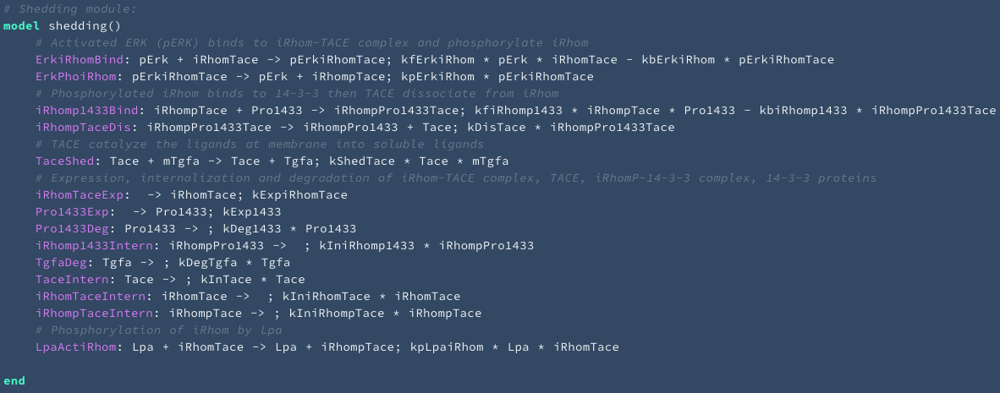 # Shedding module:
model shedding()
# Activated ERK (pERK) binds to iRhom-TACE complex and phosphorylate iRhom
ErkiRhomBind: pErk + iRhomTace -> pErkiRhomTace; kfErkiRhom * pErk * iRhomTace - kbErkiRhom * pErkiRhomTace
ErkPhoiRhom: pErkiRhomTace -> pErk + iRhompTace; kpErkiRhom * pErkiRhomTace
# Phosphorylated iRhom binds to 14-3-3 then TACE dissociate from iRhom
iRhomp1433Bind: iRhompTace + Pro1433 -> iRhompPro1433Tace; kfiRhomp1433 * iRhompTace * Pro1433 - kbiRhomp1433 * iRhompPro1433Tace
iRhompTaceDis: iRhompPro1433Tace -> iRhompPro1433 + Tace; kDisTace * iRhompPro1433Tace
# TACE catalyze the ligands at membrane into soluble ligands
TaceShed: Tace + mTgfa -> Tace + Tgfa; kShedTace * Tace * mTgfa
# Expression, internalization and degradation of iRhom-TACE complex, TACE, iRhomP-14-3-3 complex, 14-3-3 proteins
iRhomTaceExp:  -> iRhomTace; kExpiRhomTace
Pro1433Exp:  -> Pro1433; kExp1433
Pro1433Deg: Pro1433 -> ; kDeg1433 * Pro1433
iRhomp1433Intern: iRhompPro1433 ->  ; kIniRhomp1433 * iRhompPro1433
TgfaDeg: Tgfa -> ; kDegTgfa * Tgfa
TaceIntern: Tace -> ; kInTace * Tace
iRhomTaceIntern: iRhomTace ->  ; kIniRhomTace * iRhomTace
iRhompTaceIntern: iRhompTace -> ; kIniRhompTace * iRhompTace
# Phosphorylation of iRhom by Lpa
LpaActiRhom: Lpa + iRhomTace -> Lpa + iRhompTace; kpLpaiRhom * Lpa * iRhomTace
end